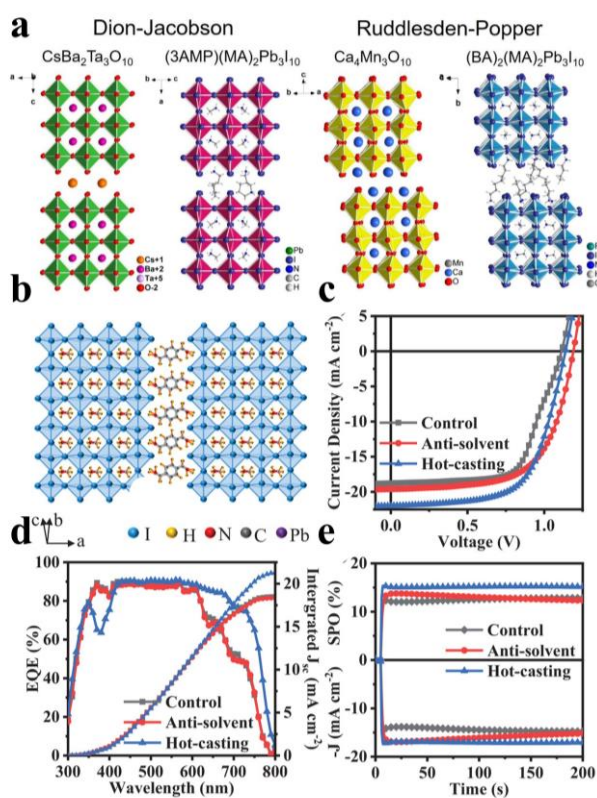 a
Dion-Jacobson
Ruddlesden-Popper
CsBa2Ta3O10
(3AMP)(MA)2Pb3I10
Ca4Mn3O10
(BA)2(MA)2Pb3I10
a b
c
b c
a
c
b a
a
b
Cs+1
Ba+2
Ta+5
O-2
Pb
I
N
C
H
Mn
Ca
O
b
c b
a
I H N C Pb
c
Current Density (mA cm-2)
5
0
-5
-10
-15
-20
Control
Anti-solvent
Hot-casting
0.0 0.5 1.0
Voltage (V)
d
EQE (%)
100
80
60
40
20
0
Control
Anti-solvent
Hot-casting
300 400 500 600 700 800
Wavelength (nm)
20
15
10
5
0
Intergrated Jsc (mA cm-2)
e
SPO (%)
-J (mA cm-2)
20
10
0
-10
-20
Control
Anti-solvent
Hot-casting
0 50 100 150 200
Time (s)